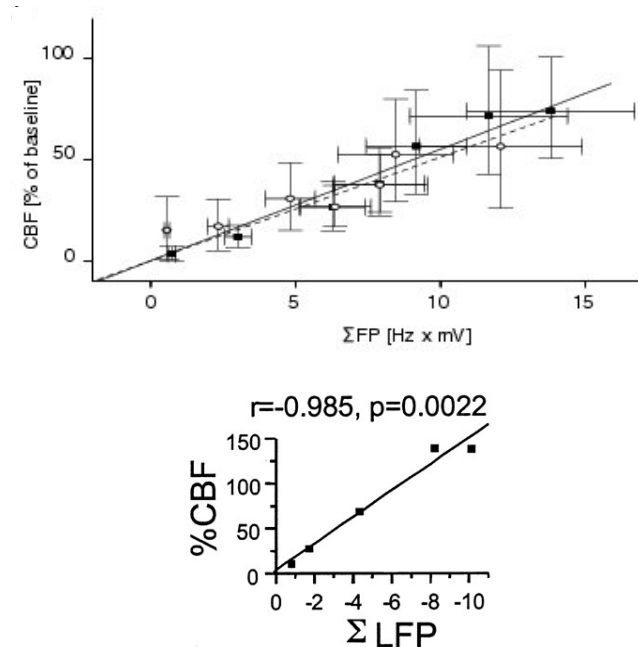 100
50
0
CBF [% of baseline]
0 5 10 15
ΣFP [Hz x mV]
r=-0.985, p=0.0022
150
100
50
0
%CBF
0 -2 -4 -6 -8 -10
Σ LFP